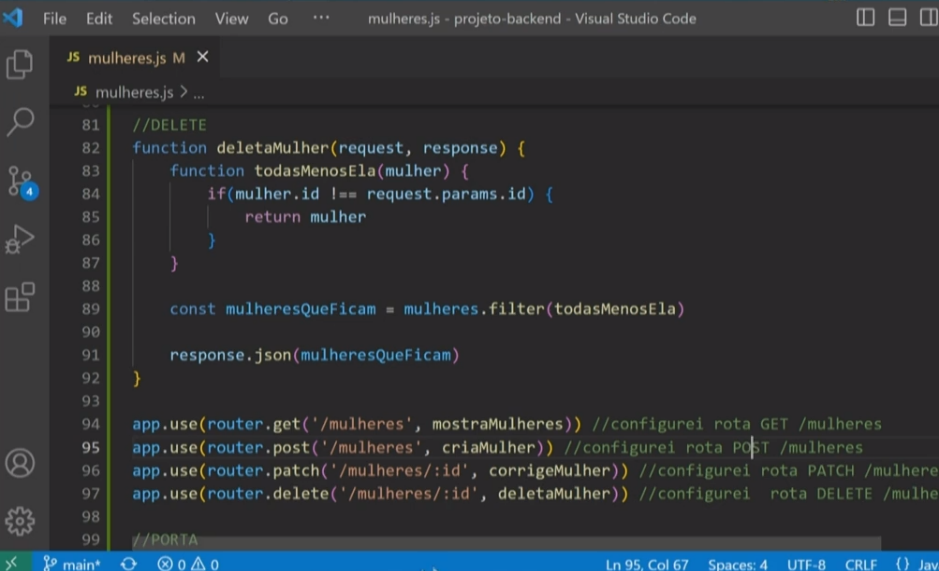 File Edit Selection View Go ··· mulheres.js - projeto-backend - Visual Studio Code
JS mulheres.js M ×
JS mulheres.js > ...
81 //DELETE
82 function deletaMulher(request, response) {
83 function todasMenosEla(mulher) {
84 if(mulher.id !== request.params.id) {
85 return mulher
86 }
87 }
88
89 const mulheresQueFicam = mulheres.filter(todasMenosEla)
90
91 response.json(mulheresQueFicam)
92 }
93
94 app.use(router.get('/mulheres', mostraMulheres)) //configurei rota GET /mulheres
95 app.use(router.post('/mulheres', criaMulher)) //configurei rota POST /mulheres
96 app.use(router.patch('/mulheres/:id', corrigeMulher)) //configurei rota PATCH /mulhere
97 app.use(router.delete('/mulheres/:id', deletaMulher)) //configurei  rota DELETE /mulhe
98
99 //PORTA
4
main* 0 0 Ln 95, Col 67 Spaces: 4 UTF-8 CRLF {} Jav